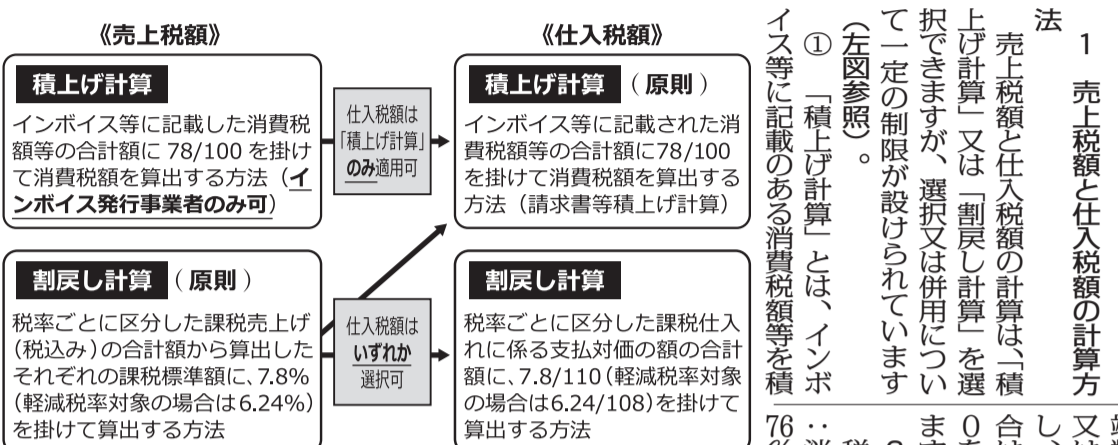 《売上税額》
積上げ計算
インボイス等に記載した消費税
額等の合計額に 78/100 を掛け
て消費税額を算出する方法（イ
ンボイス発行事業者のみ可）
仕入税額は
「積上げ計算」
のみ適用可
《仕入税額》
積上げ計算 （原則）
インボイス等に記載された消
費税額等の合計額に78/100
を掛けて消費税額を算出する
方法（請求書等積上げ計算）
割戻し計算 （原則）
税率ごとに区分した課税売上げ
（税込み）の合計額から算出した
それぞれの課税標準額に、7.8%
（軽減税率対象の場合は6.24%）
を掛けて算出する方法
仕入税額は
いずれか
選択可
割戻し計算
税率ごとに区分した課税仕入
れに係る支払対価の額の合計
額に、7.8/110（軽減税率対象
の場合は6.24/108）を掛けて
算出する方法
1 売上税額と仕入税額の計算方
法
売上税額と仕入税額の計算は、「積
上げ計算」又は「割戻し計算」を選
択できますが、選択又は併用につい
て一定の制限が設けられています
（左図参照）。
① 「積上げ計算」とは、インボ
イス等に記載のある消費税額等を積
又は
し、
合は
0を
ます
税
：消
76%